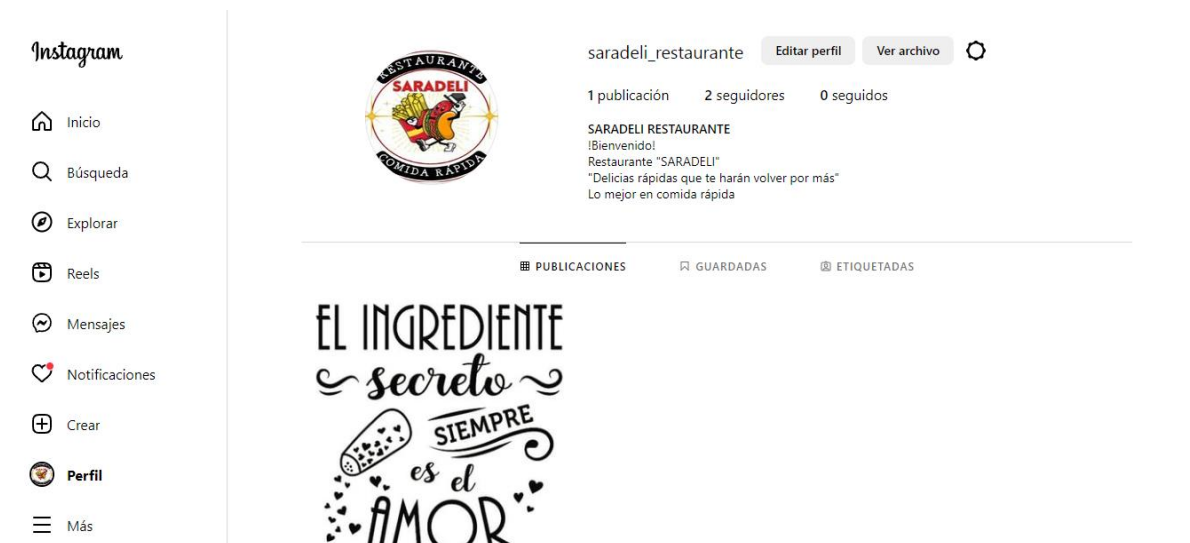 Instagram
Inicio
Búsqueda
Explorar
Reels
Mensajes
Notificaciones
Crear
Perfil
Más
RESTAURANTE
SARADELI
COMIDA RÁPIDA
saradeli_restaurante Editar perfil Ver archivo
1 publicación 2 seguidores 0 seguidos
SARADELI RESTAURANTE
!Bienvenido!
Restaurante "SARADELI"
"Delicias rápidas que te harán volver por más"
Lo mejor en comida rápida
PUBLICACIONES GUARDADAS ETIQUETADAS
EL INGREDIENTE
secreto
SIEMPRE
es el
AMOR